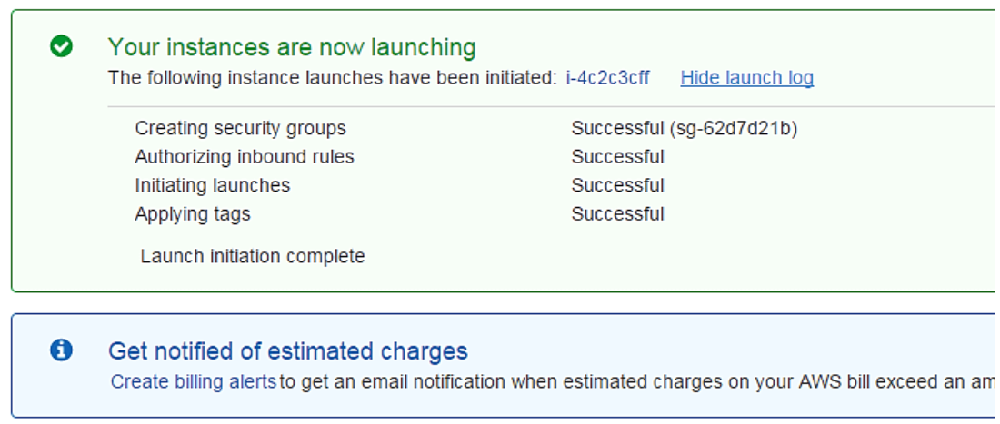 Your instances are now launching
The following instance launches have been initiated: i-4c2c3cff Hide launch log
Creating security groups Successful (sg-62d7d21b)
Authorizing inbound rules Successful
Initiating launches Successful
Applying tags Successful
Launch initiation complete
Get notified of estimated charges
Create billing alerts to get an email notification when estimated charges on your AWS bill exceed an am